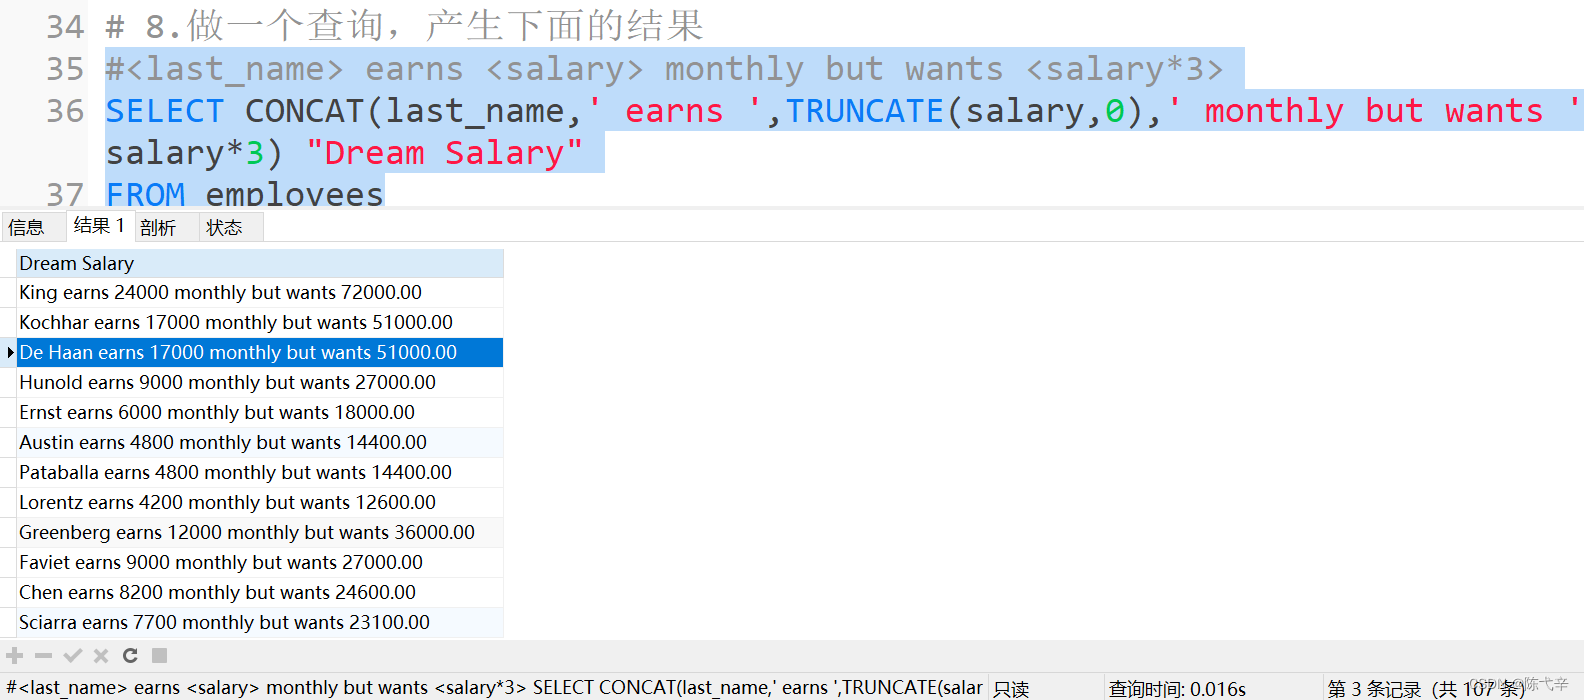 34 # 8.做一个查询，产生下面的结果
35 #<last_name> earns <salary> monthly but wants <salary*3>
36 SELECT CONCAT(last_name,' earns ',TRUNCATE(salary,0),' monthly but wants '
salary*3) "Dream Salary"
37 FROM employees
信息 结果 1 剖析 状态
Dream Salary
King earns 24000 monthly but wants 72000.00
Kochhar earns 17000 monthly but wants 51000.00
De Haan earns 17000 monthly but wants 51000.00
Hunold earns 9000 monthly but wants 27000.00
Ernst earns 6000 monthly but wants 18000.00
Austin earns 4800 monthly but wants 14400.00
Pataballa earns 4800 monthly but wants 14400.00
Lorentz earns 4200 monthly but wants 12600.00
Greenberg earns 12000 monthly but wants 36000.00
Faviet earns 9000 monthly but wants 27000.00
Chen earns 8200 monthly but wants 24600.00
Sciarra earns 7700 monthly but wants 23100.00
#<last_name> earns <salary> monthly but wants <salary*3> SELECT CONCAT(last_name,' earns ',TRUNCATE(salar 只读 查询时间: 0.016s 第 3 条记录 (共 107 条)
CSDN @陈弋辛